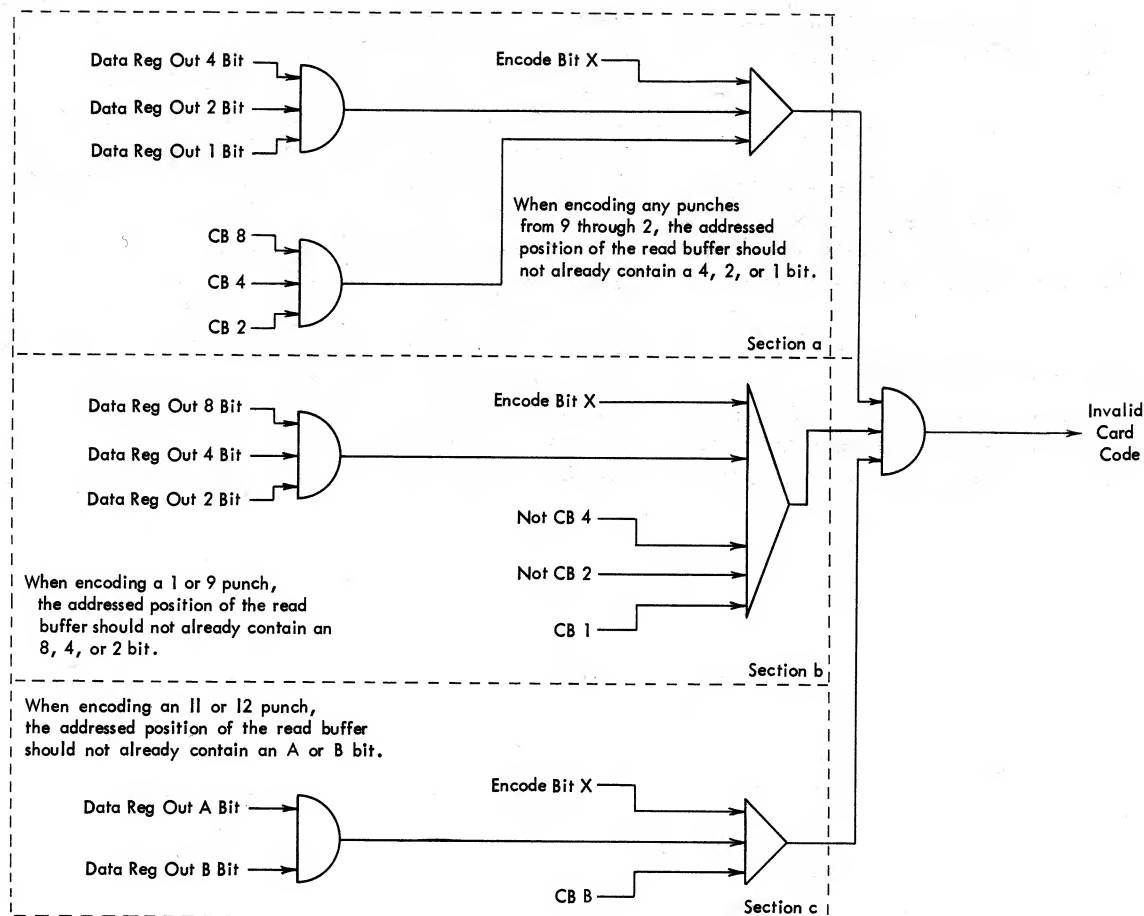 Data Reg Out 4 Bit
Encode Bit X
Data Reg Out 2 Bit
Data Reg Out 1 Bit
When encoding any punches
from 9 through 2, the addressed
position of the read buffer should
not already contain a 4, 2, or 1 bit.
CB 8
CB 4
CB 2
Section a
Data Reg Out 8 Bit
Encode Bit X
Data Reg Out 4 Bit
Data Reg Out 2 Bit
Not CB 4
Not CB 2
CB 1
Invalid
Card
Code
When encoding a 1 or 9 punch,
the addressed position of the read
buffer should not already contain an
8, 4, or 2 bit.
Section b
When encoding an 11 or 12 punch,
the addressed position of the read buffer
should not already contain an A or B bit.
Encode Bit X
Data Reg Out A Bit
Data Reg Out B Bit
CB B
Section c